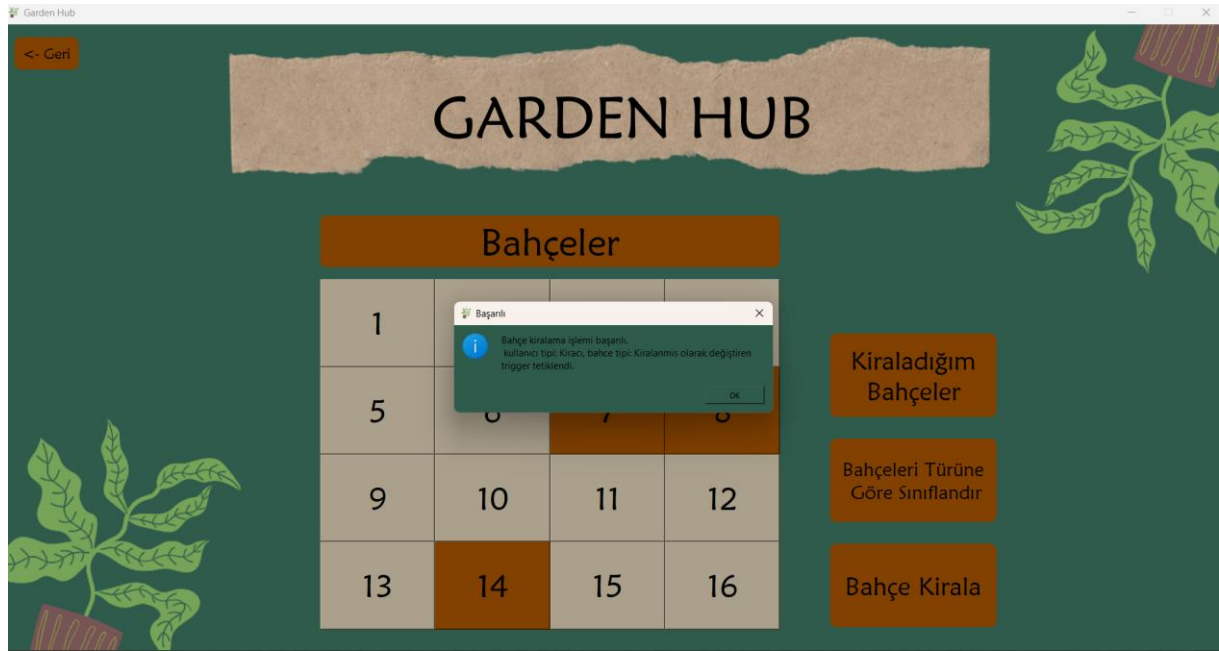 Garden Hub
<- Geri
GARDEN HUB
Bahçeler
1
Başarılı
Bahçe kiralama işlemi başarılı.
kullanıcı tipi: Kiracı, bahce tipi: Kiralanmis olarak değiştiren
trigger tetiklendi.
OK
5
9 10 11 12
13 14 15 16
Kiraladığım
Bahçeler
Bahçeleri Türüne
Göre Sınıflandır
Bahçe Kirala